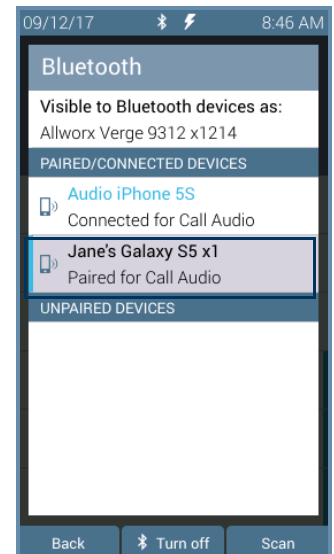 09/12/17 8:46 AM
Bluetooth
Visible to Bluetooth devices as:
Allworx Verge 9312 x1214
PAIRED/CONNECTED DEVICES
Audio iPhone 5S
Connected for Call Audio
Jane's Galaxy S5 x1
Paired for Call Audio
UNPAIRED DEVICES
Back Turn off Scan